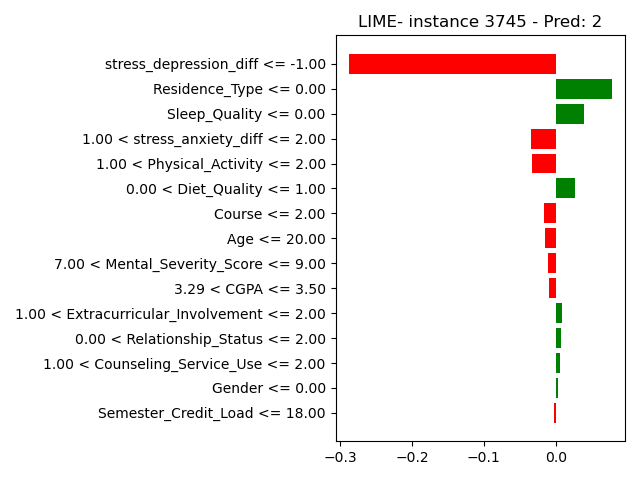 LIME- instance 3745 - Pred: 2
stress_depression_diff <= -1.00
Residence_Type <= 0.00
Sleep_Quality <= 0.00
1.00 < stress_anxiety_diff <= 2.00
1.00 < Physical_Activity <= 2.00
0.00 < Diet_Quality <= 1.00
Course <= 2.00
Age <= 20.00
7.00 < Mental_Severity_Score <= 9.00
3.29 < CGPA <= 3.50
1.00 < Extracurricular_Involvement <= 2.00
0.00 < Relationship_Status <= 2.00
1.00 < Counseling_Service_Use <= 2.00
Gender <= 0.00
Semester_Credit_Load <= 18.00
−0.3 −0.2 −0.1 0.0